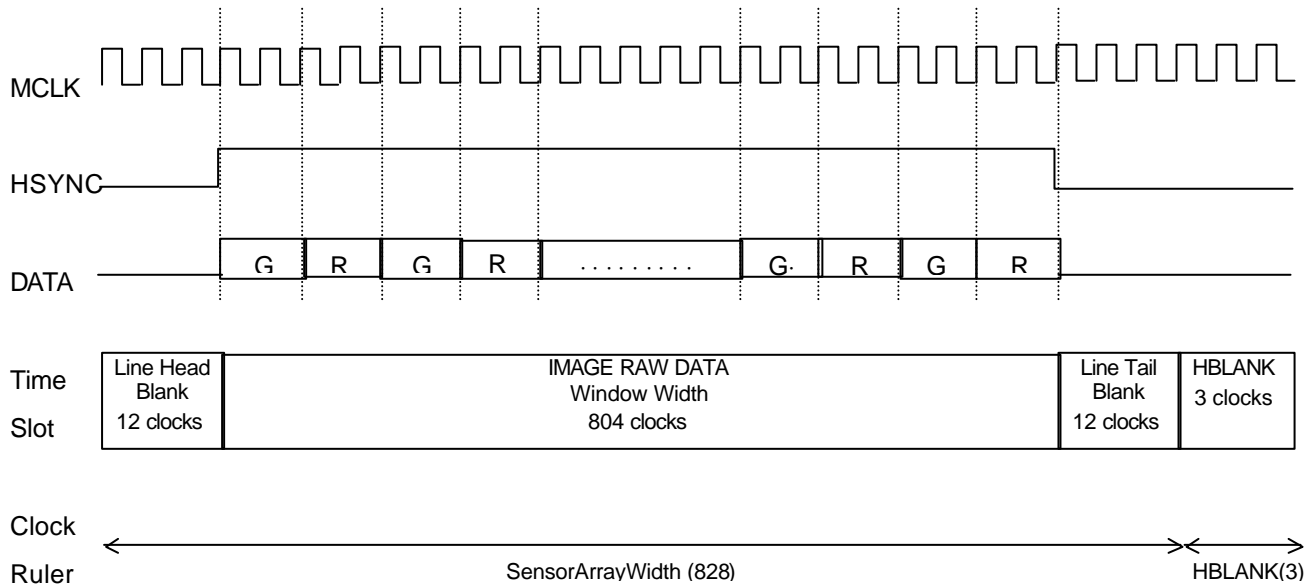 MCLK
HSYNC
DATA
G R G R ......... G. R G R
Time
Slot
Line Head
Blank
12 clocks
IMAGE RAW DATA
Window Width
804 clocks
Line Tail
Blank
12 clocks
HBLANK
3 clocks
Clock
Ruler
SensorArrayWidth (828)
HBLANK(3)